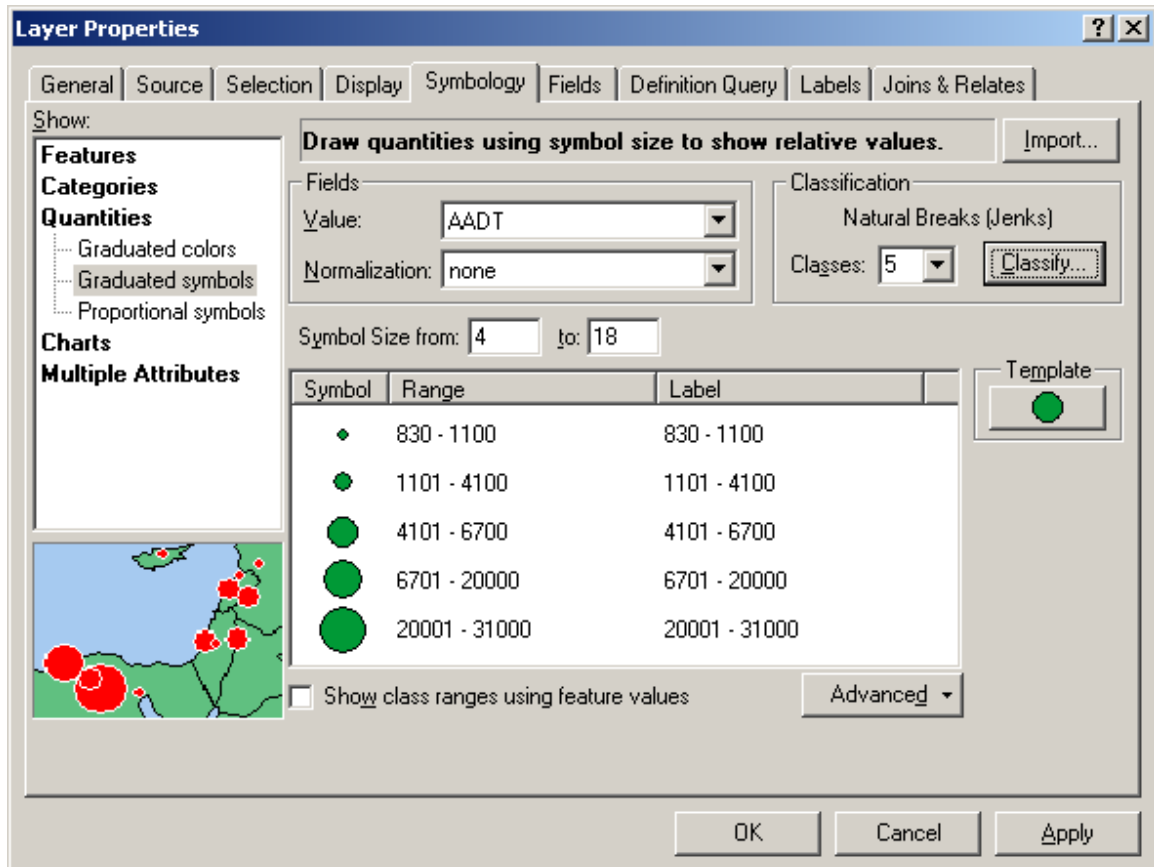 Layer Properties
General Source Selection Display Symbology Fields Definition Query Labels Joins & Relates
Show:
Features
Categories
Quantities
Graduated colors
Graduated symbols
Proportional symbols
Charts
Multiple Attributes
Draw quantities using symbol size to show relative values.
Import...
Fields
Value: AADT
Normalization: none
Classification
Natural Breaks (Jenks)
Classes: 5 Classify...
Symbol Size from: 4 to: 18
Symbol Range Label
830 - 1100 830 - 1100
1101 - 4100 1101 - 4100
4101 - 6700 4101 - 6700
6701 - 20000 6701 - 20000
20001 - 31000 20001 - 31000
Template
Show class ranges using feature values
Advanced
OK Cancel Apply